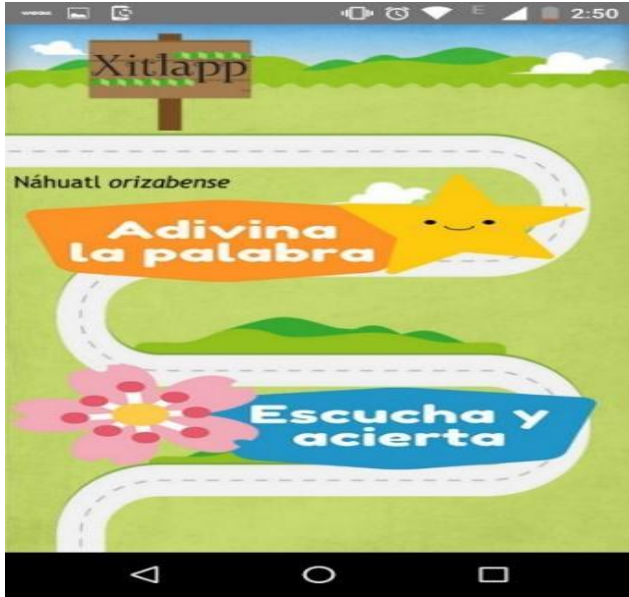 2:50
Xitlapp
Náhuatl orizabense
Adivina
la palabra
Escucha y
acierta